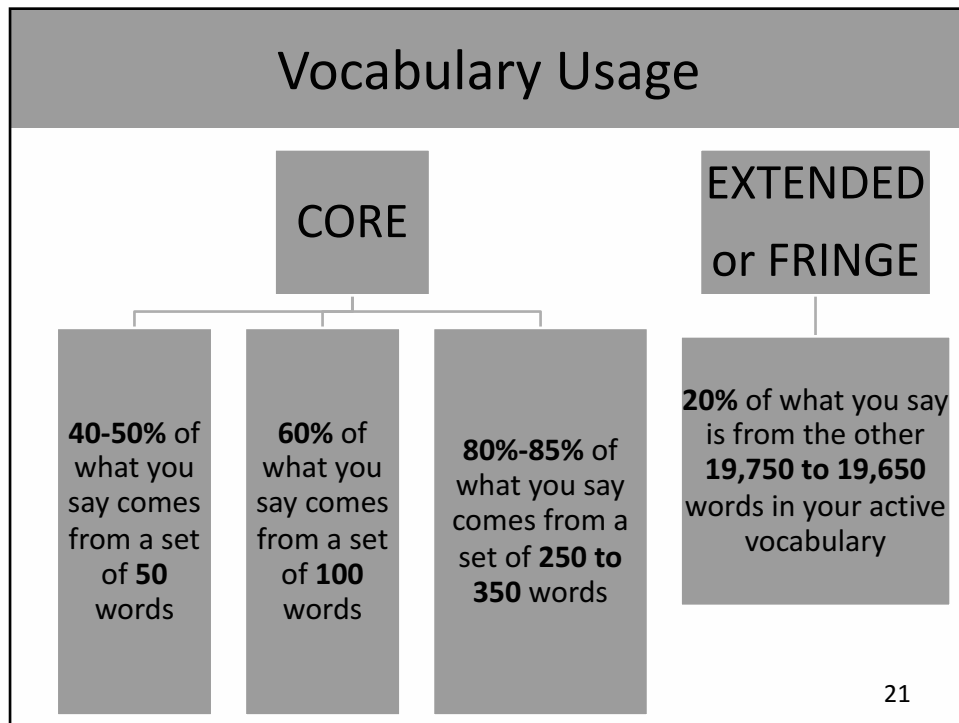 Vocabulary Usage
CORE
40-50% of
what you
say comes
from a set
of 50
words
60% of
what you
say comes
from a set
of 100
words
80%-85% of
what you say
comes from a
set of 250 to
350 words
EXTENDED
or FRINGE
20% of what you say
is from the other
19,750 to 19,650
words in your active
vocabulary
21